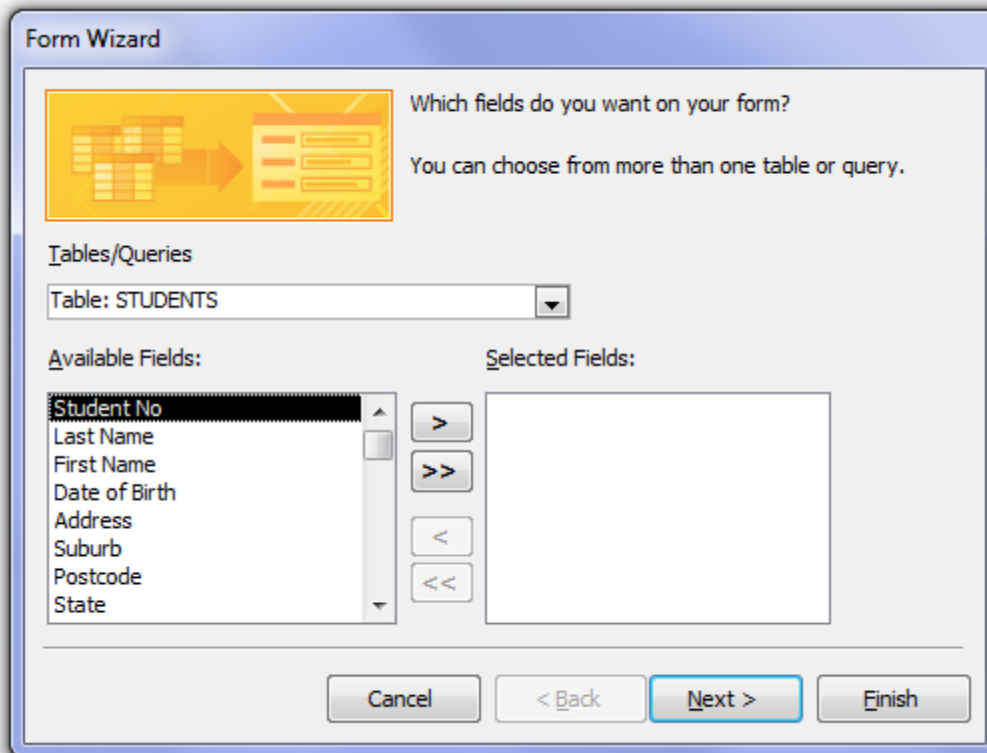 Form Wizard
Which fields do you want on your form?
You can choose from more than one table or query.
Tables/Queries
Table: STUDENTS
Available Fields:
Selected Fields:
Student No
Last Name
First Name
Date of Birth
Address
Suburb
Postcode
State
>
>>
<
<<
Cancel
< Back
Next >
Finish